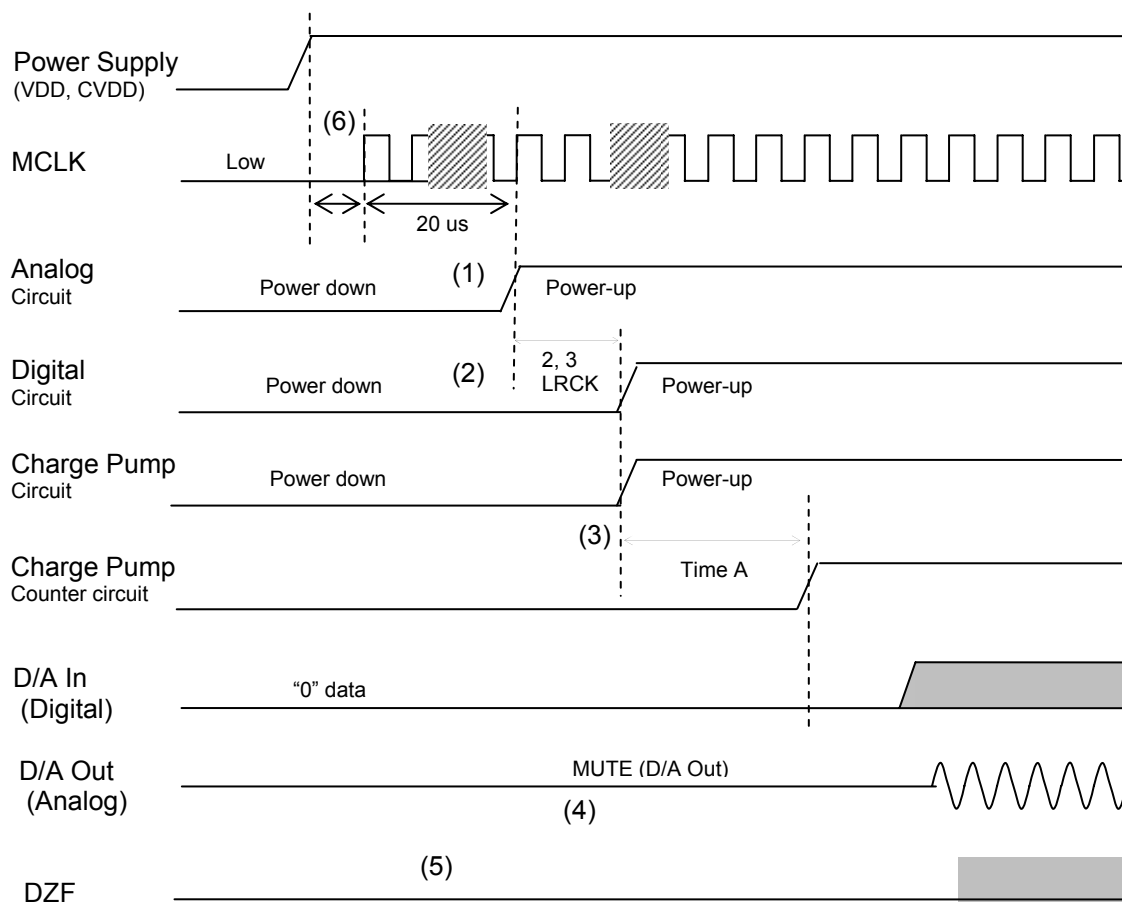 Power Supply
(VDD, CVDD)
(6)
MCLK
Low
20 us
Analog
Circuit
Power down
(1)
Power-up
Digital
Circuit
Power down
(2)
2, 3
LRCK
Power-up
Charge Pump
Circuit
Power down
Power-up
(3)
Charge Pump
Counter circuit
Time A
D/A In
(Digital)
“0” data
D/A Out
(Analog)
MUTE (D/A Out)
(4)
(5)
DZF